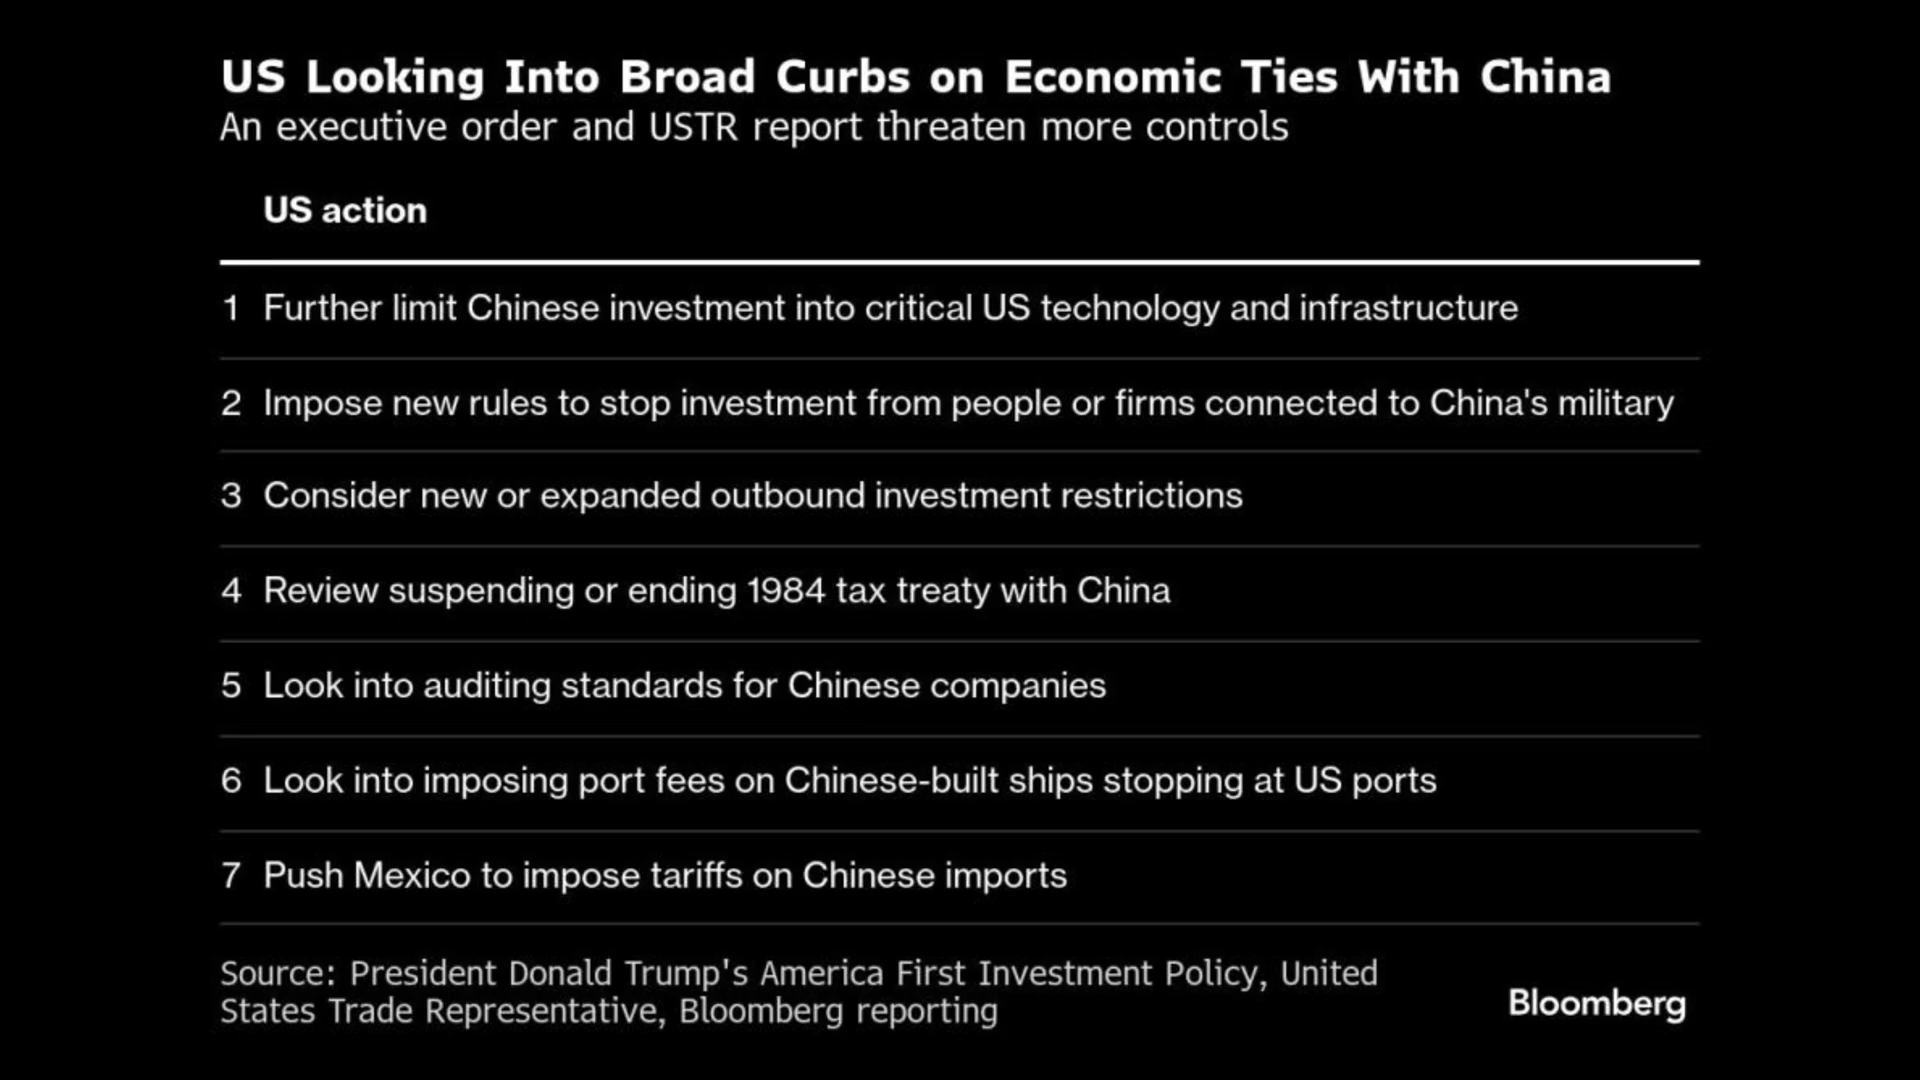 US Looking Into Broad Curbs on Economic Ties With China
An executive order and USTR report threaten more controls
US action
1 Further limit Chinese investment into critical US technology and infrastructure
2 Impose new rules to stop investment from people or firms connected to China's military
3 Consider new or expanded outbound investment restrictions
4 Review suspending or ending 1984 tax treaty with China
5 Look into auditing standards for Chinese companies
6 Look into imposing port fees on Chinese-built ships stopping at US ports
7 Push Mexico to impose tariffs on Chinese imports
Source: President Donald Trump's America First Investment Policy, United
States Trade Representative, Bloomberg reporting
Bloomberg